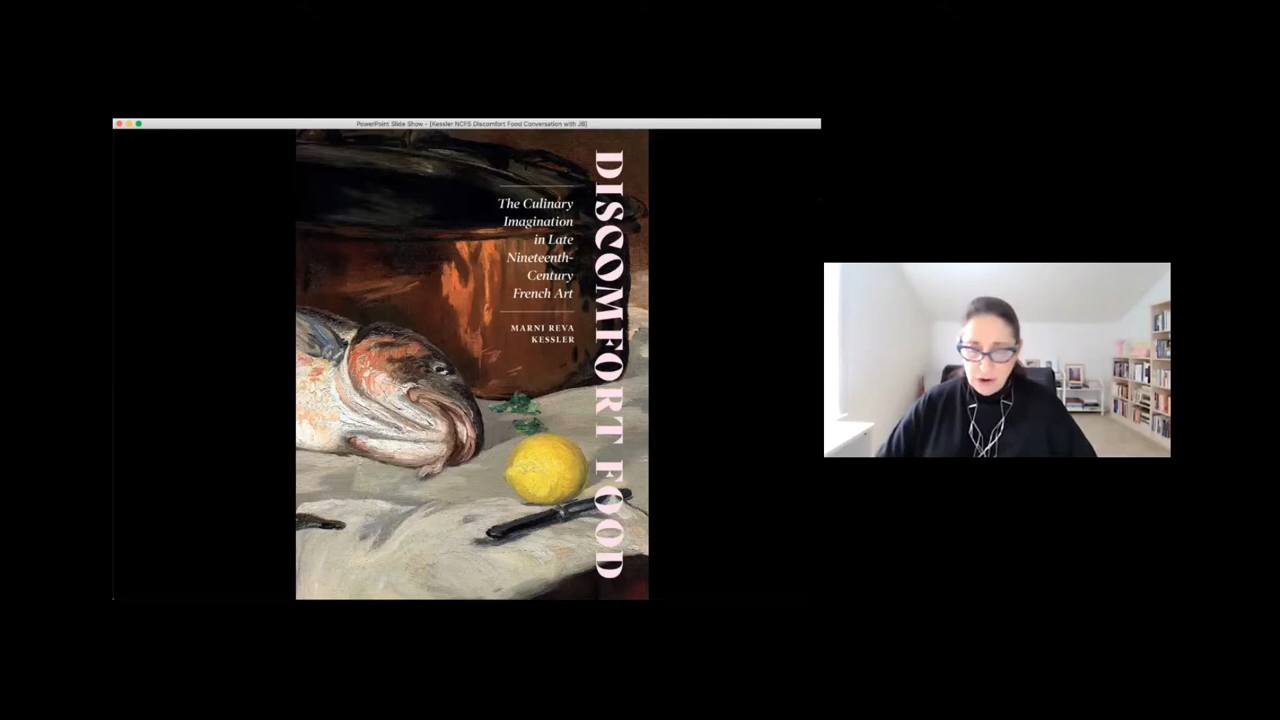 PowerPoint Slide Show - [Kessler NCFS Discomfort Food Conversation with JB]
DISCOMFORT FOOD
The Culinary
Imagination
in Late
Nineteenth-
Century
French Art
MARNI REVA
KESSLER